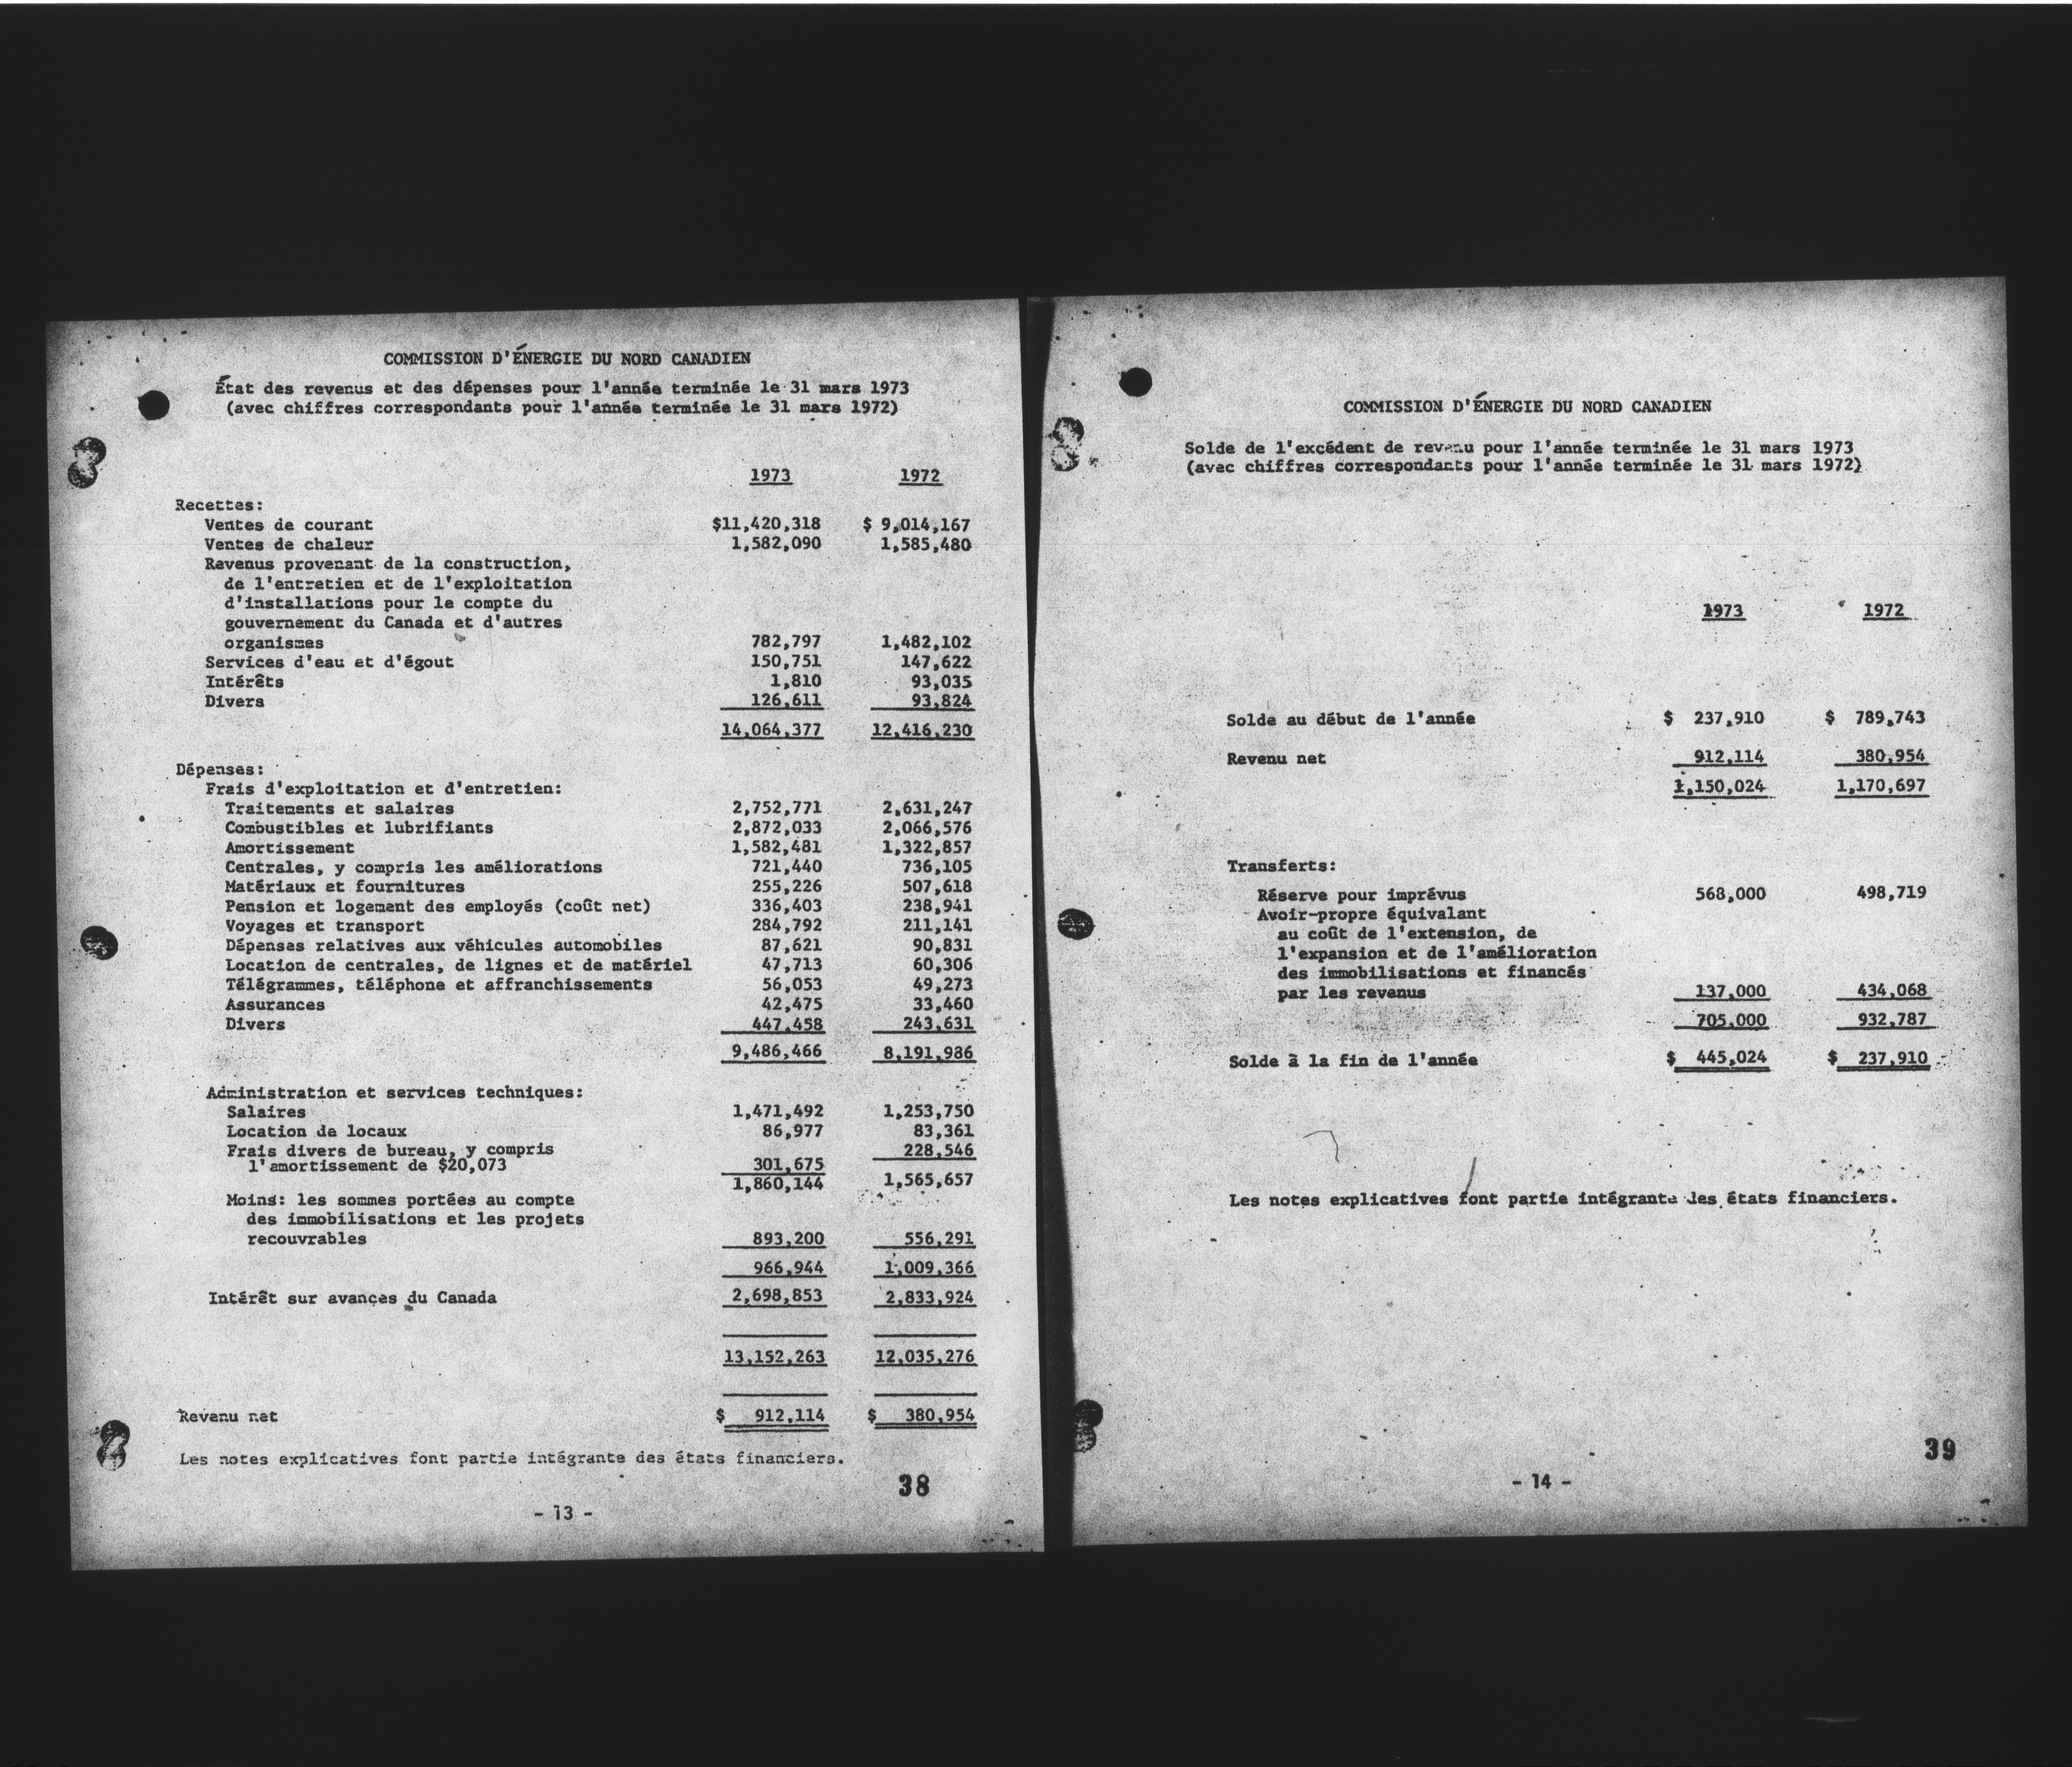 COMMISSION D'ÉNERGIE DU NORD CANADIEN
État des revenus et des dépenses pour l'année terminée le 31 mars 1973
(avec chiffres correspondants pour l'année terminée le 31 mars 1972)
1973 1972
Recettes:
Ventes de courant $11,420,318 $ 9,014,167
Ventes de chaleur 1,582,090 1,585,480
Revenus provenant de la construction,
de l'entretien et de l'exploitation
d'installations pour le compte du
gouvernement du Canada et d'autres
organismes 782,797 1,482,102
Services d'eau et d'égout 150,751 147,622
Intérêts 1,810 93,035
Divers 126,611 93,824
14,064,377 12,416,230
Dépenses:
Frais d'exploitation et d'entretien:
Traitements et salaires 2,752,771 2,631,247
Combustibles et lubrifiants 2,872,033 2,066,576
Amortissement 1,582,481 1,322,857
Centrales, y compris les améliorations 721,440 736,105
Matériaux et fournitures 255,226 507,618
Pension et logement des employés (coût net) 336,403 238,941
Voyages et transport 284,792 211,141
Dépenses relatives aux véhicules automobiles 87,621 90,831
Location de centrales, de lignes et de matériel 47,713 60,306
Télégrammes, téléphone et affranchissements 56,053 49,273
Assurances 42,475 33,460
Divers 447,458 243,631
9,486,466 8,191,986
Administration et services techniques:
Salaires 1,471,492 1,253,750
Location de locaux 86,977 83,361
Frais divers de bureau, y compris 228,546
l'amortissement de $20,073 301,675
1,860,144 1,565,657
Moins: les sommes portées au compte
des immobilisations et les projets
recouvrables 893,200 556,291
966,944 1,009,366
Intérêt sur avances du Canada 2,698,853 2,833,924
13,152,263 12,035,276
Revenu net $ 912,114 $ 380,954
Les notes explicatives font partie intégrante des états financiers.
38
- 13 -
COMMISSION D'ÉNERGIE DU NORD CANADIEN
Solde de l'excédent de revenu pour l'année terminée le 31 mars 1973
(avec chiffres correspondants pour l'année terminée le 31 mars 1972)
1973 1972
Solde au début de l'année $ 237,910 $ 789,743
Revenu net 912,114 380,954
1,150,024 1,170,697
Transferts:
Réserve pour imprévus 568,000 498,719
Avoir-propre équivalant
au coût de l'extension, de
l'expansion et de l'amélioration
des immobilisations et financés
par les revenus 137,000 434,068
705,000 932,787
Solde à la fin de l'année $ 445,024 $ 237,910
Les notes explicatives font partie intégrante des états financiers.
39
- 14 -